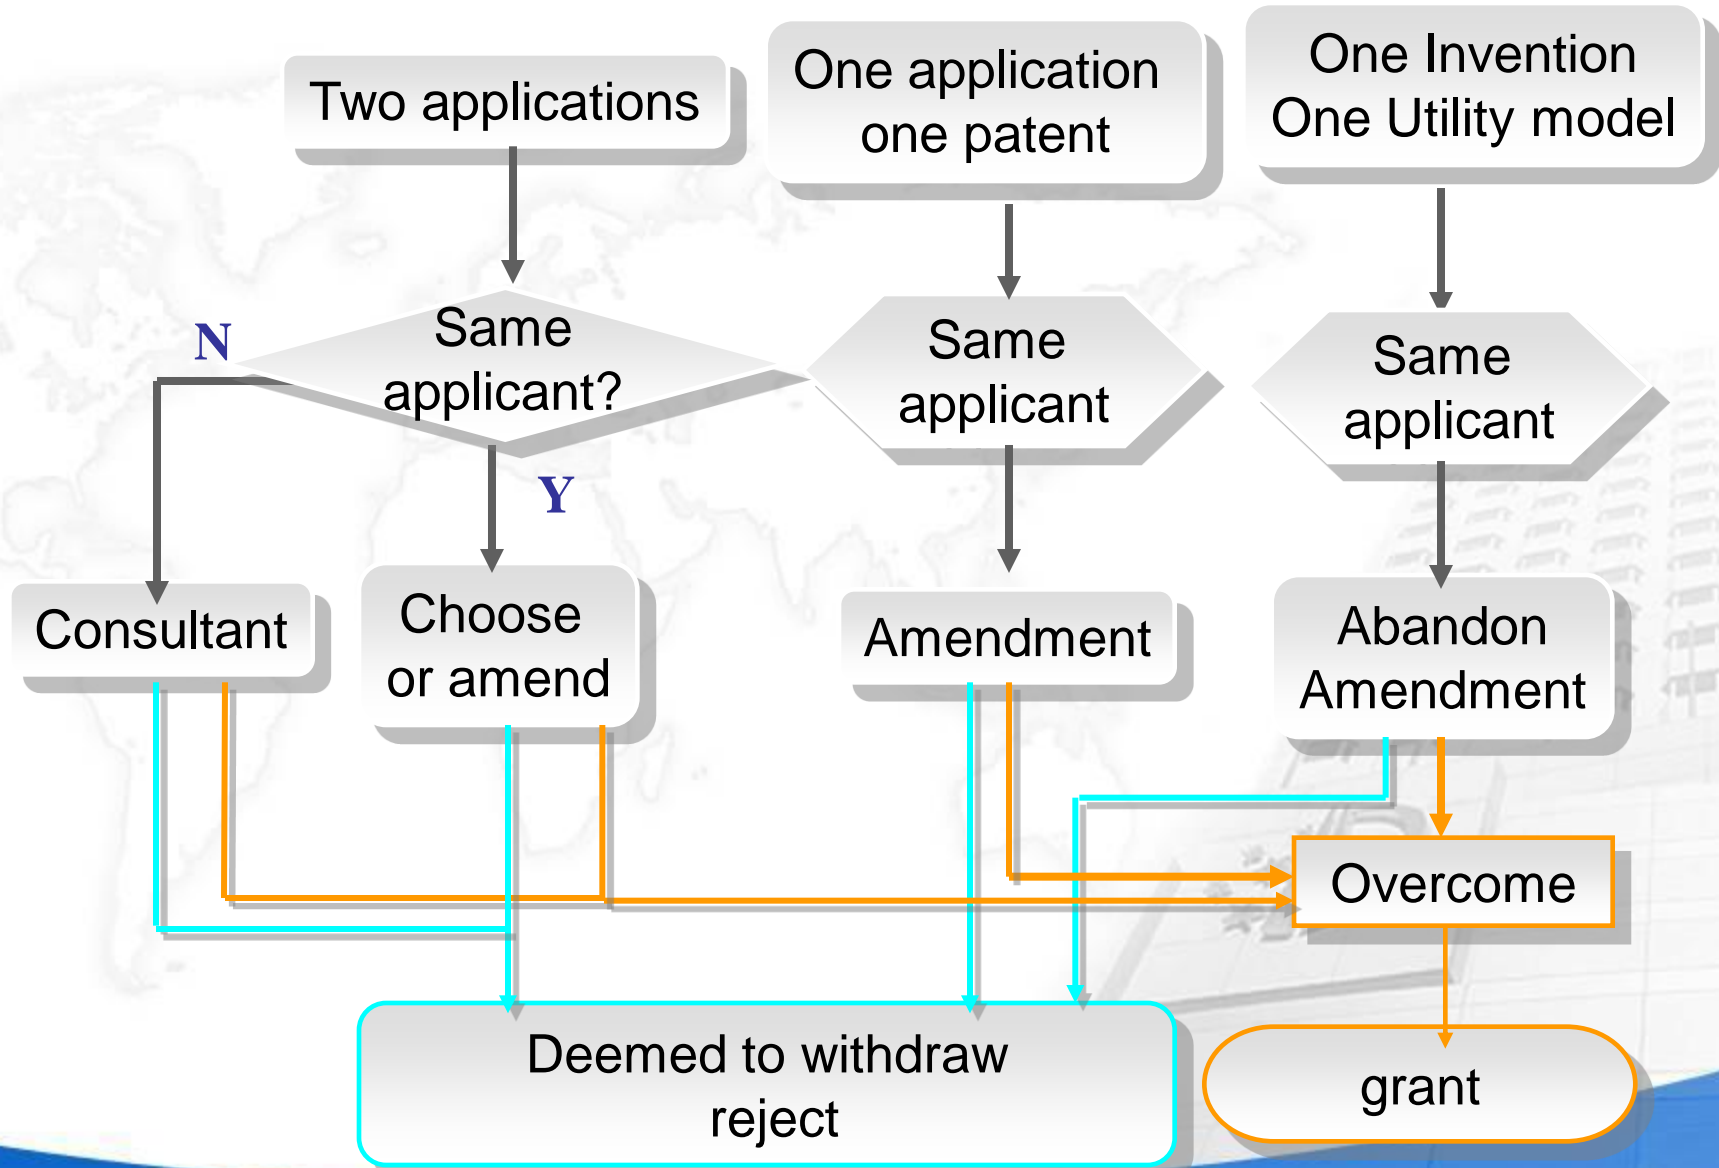 Two applications
One application
one patent
One Invention
One Utility model
N
Same
applicant?
Y
Same
applicant
Same
applicant
Consultant
Choose
or amend
Amendment
Abandon
Amendment
Overcome
Deemed to withdraw
reject
grant